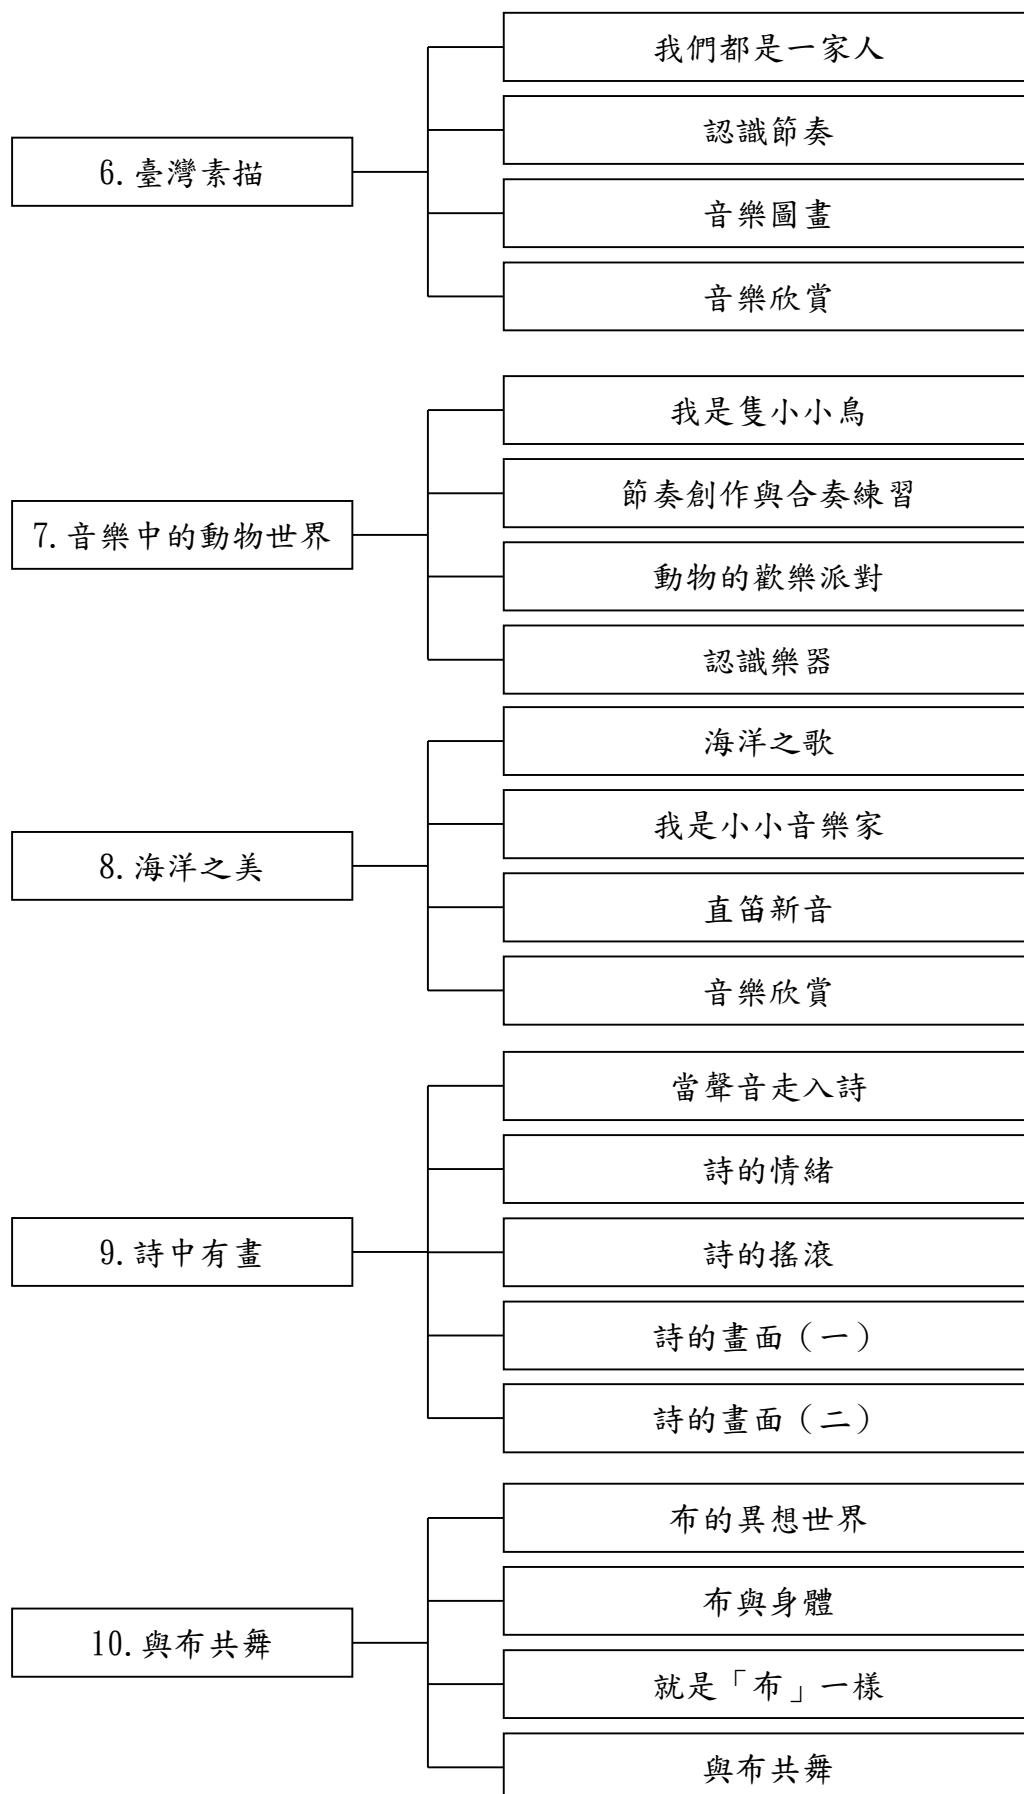 6.臺灣素描
我們都是一家人
認識節奏
音樂圖畫
音樂欣賞
7.音樂中的動物世界
我是隻小小鳥
節奏創作與合奏練習
動物的歡樂派對
認識樂器
8.海洋之美
海洋之歌
我是小小音樂家
直笛新音
音樂欣賞
9.詩中有畫
當聲音走入詩
詩的情緒
詩的搖滾
詩的畫面（一）
詩的畫面（二）
10.與布共舞
布的異想世界
布與身體
就是「布」一樣
與布共舞